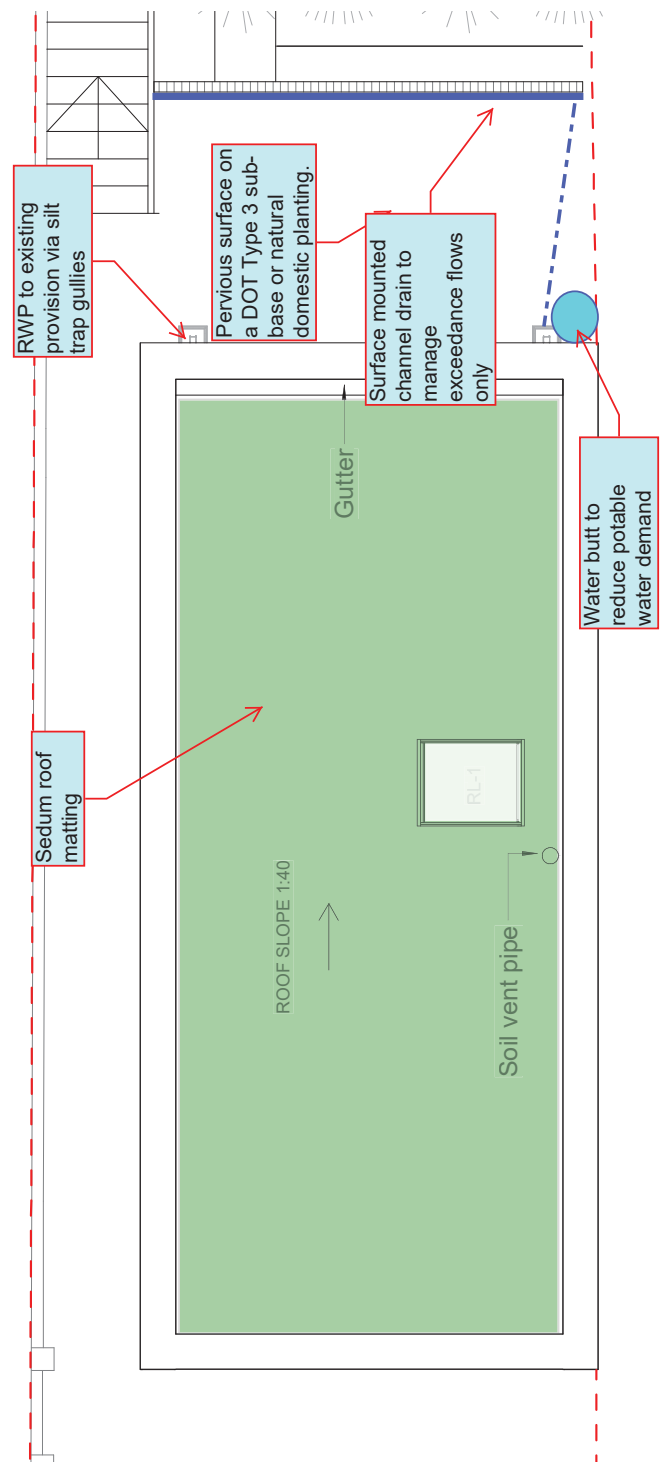 RWP to existing
provision via silt
trap gullies
Pervious surface on
a DOT Type 3 sub-
base or natural
domestic planting.
Surface mounted
channel drain to
manage
exceedance flows
only
Gutter
Water butt to
reduce potable
water demand
Sedum roof
matting
RL-1
ROOF SLOPE 1:40
Soil vent pipe